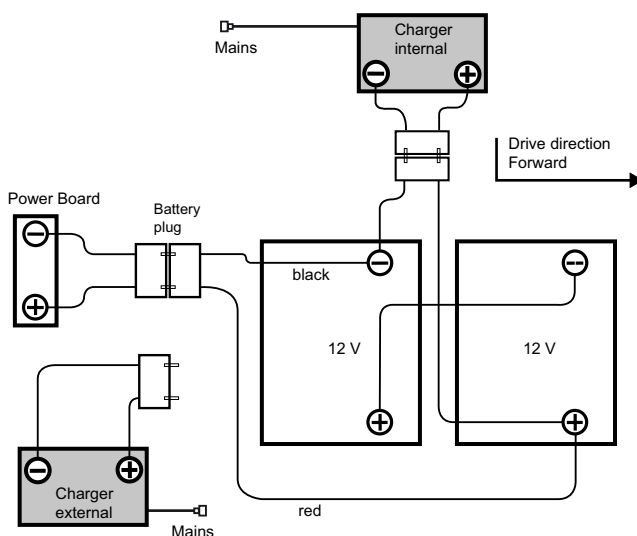 Charger
internal
Mains
Drive direction
Forward
Power Board
Battery
plug
black
12 V
12 V
Charger
external
Mains
red